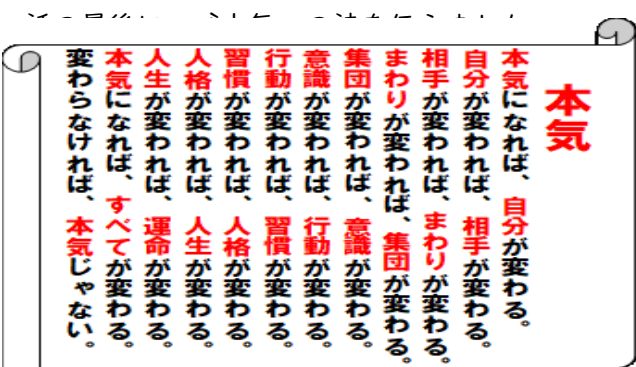 本気
本気になれば、自分が変わる。
自分が変われば、相手が変わる。
相手が変われば、まわりが変わる。
まわりが変われば、集団が変わる。
集団が変われば、意識が変わる。
意識が変われば、行動が変わる。
行動が変われば、習慣が変わる。
習慣が変われば、人格が変わる。
人格が変われば、人生が変わる。
人生が変われば、運命が変わる。
本気になれば、すべてが変わる。
変わらなければ、本気じゃない。